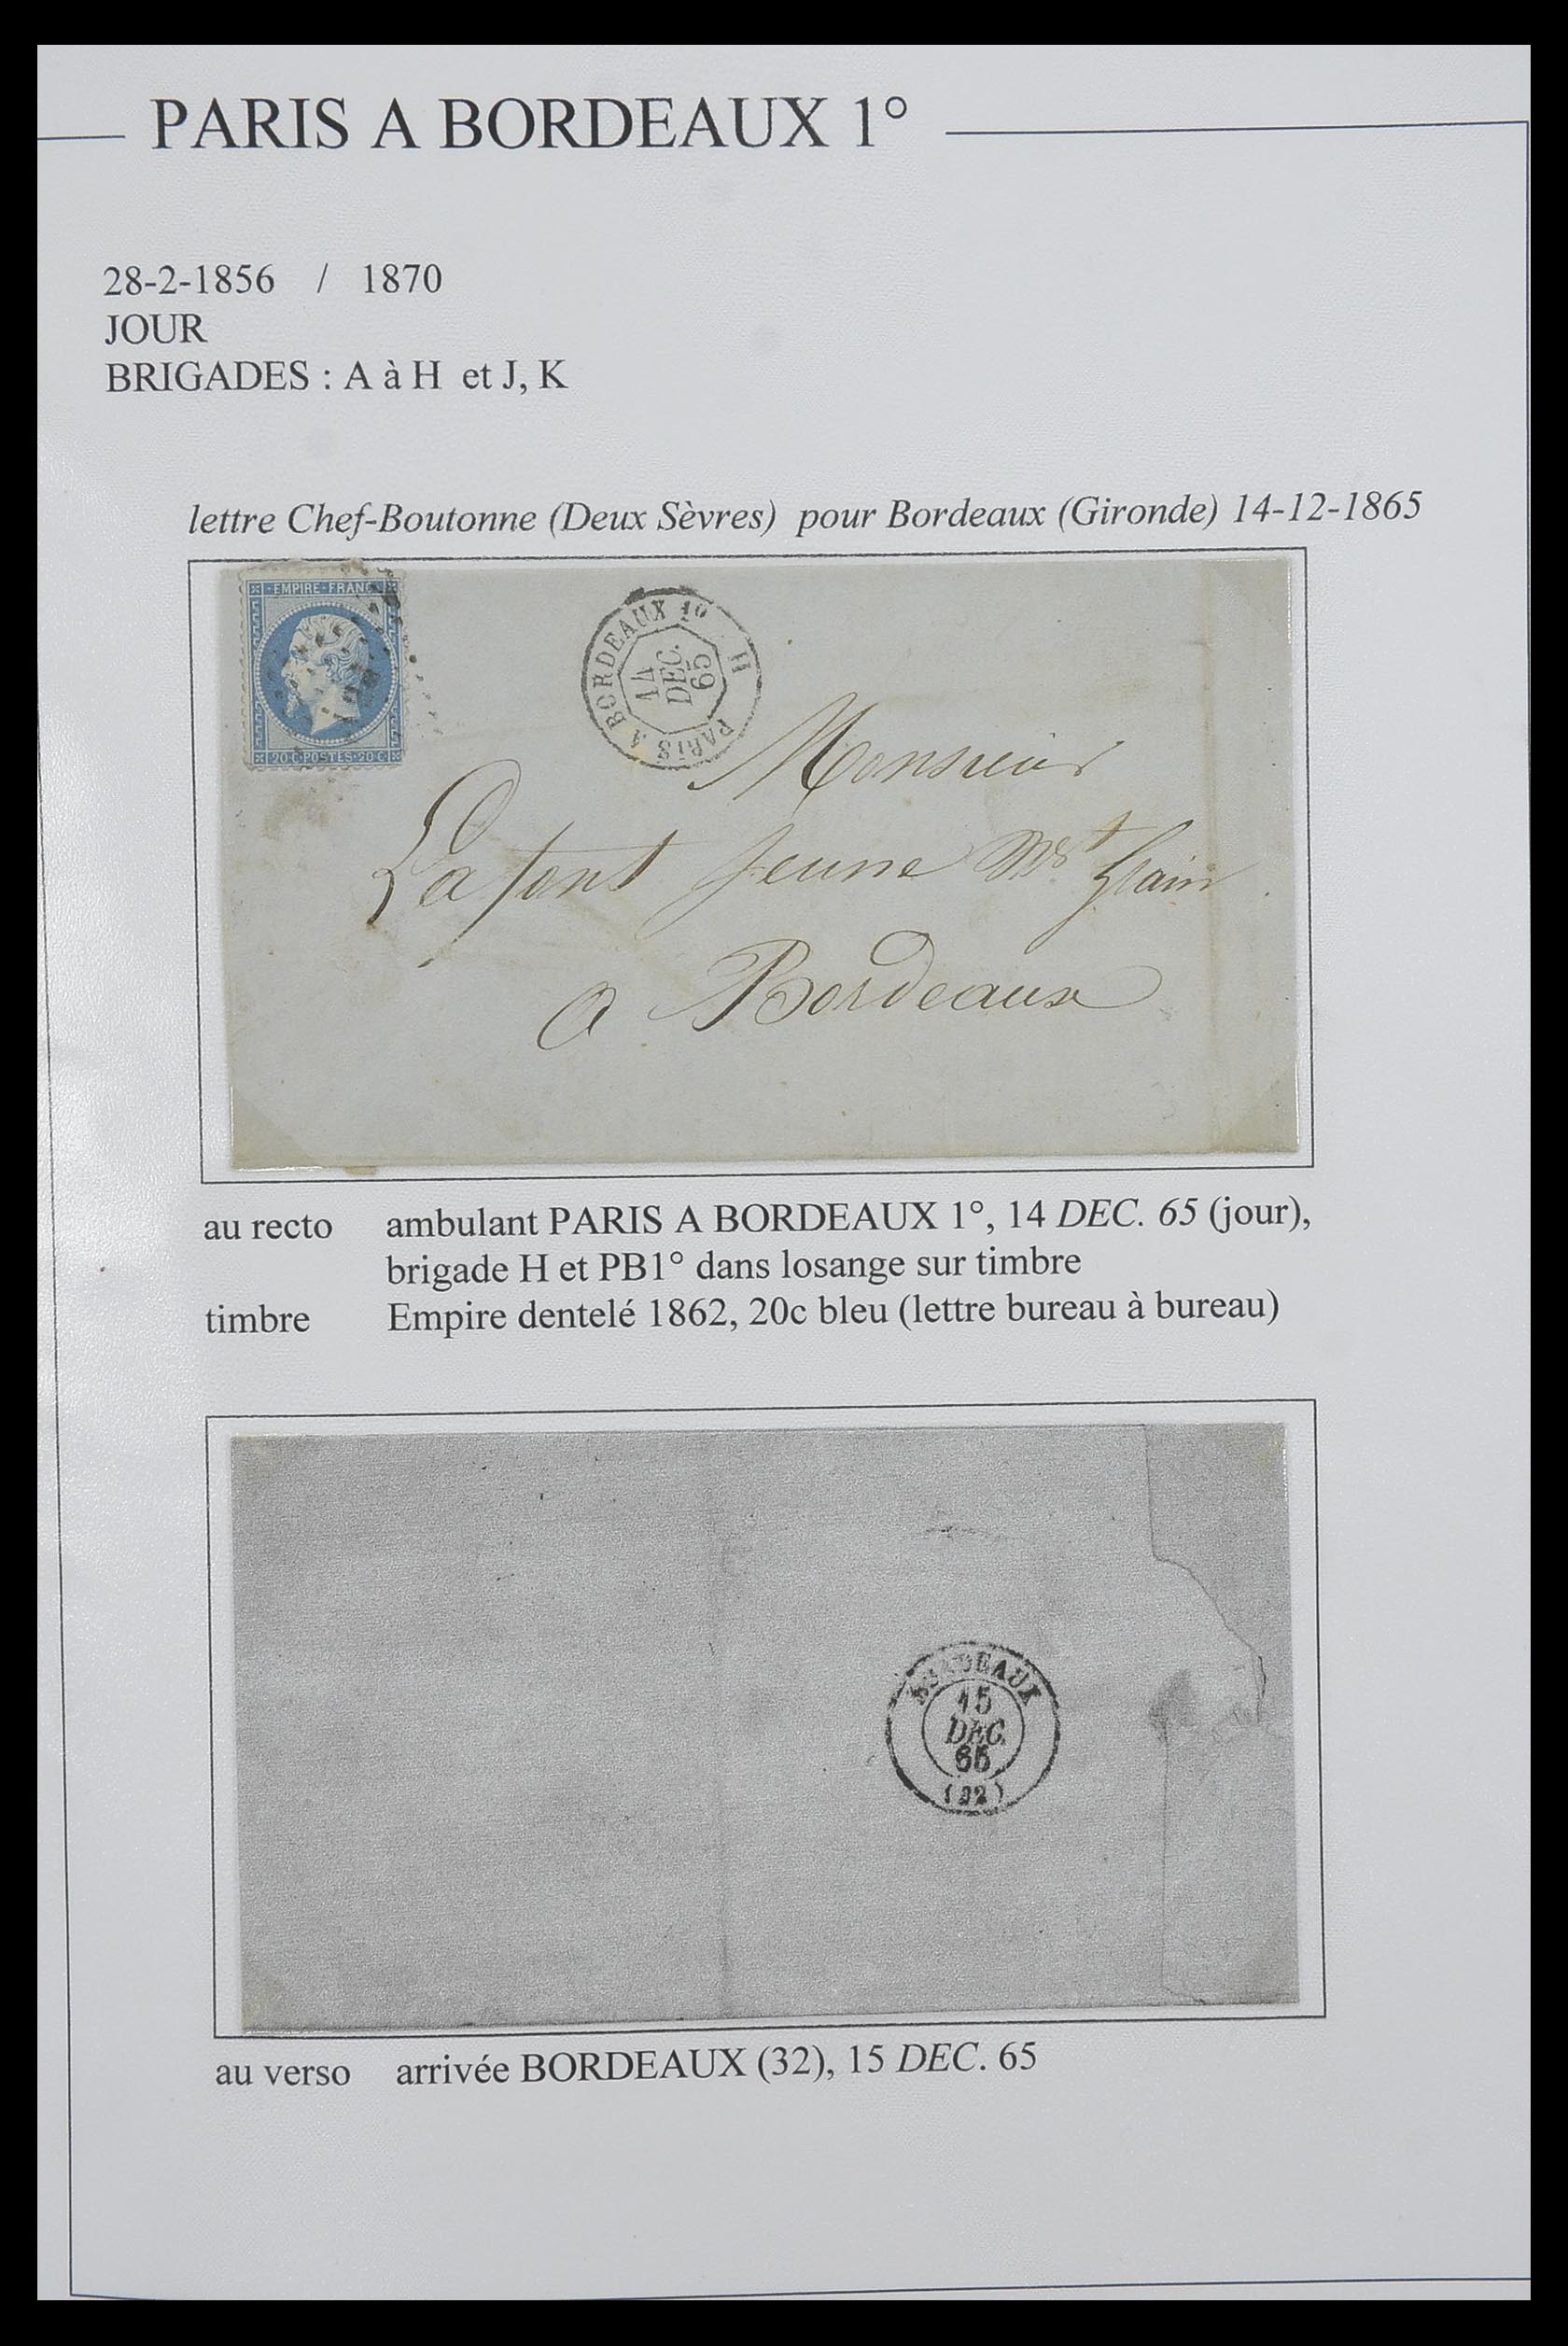 PARIS A BORDEAUX 1°
28-2-1856 / 1870
JOUR
BRIGADES : A à H et J, K
lettre Chef-Boutonne (Deux Sèvres) pour Bordeaux (Gironde) 14-12-1865
EMPIRE-FRANC
20 C·POSTES·20 C
PARIS A BORDEAUX 1° H
14
DEC.
65
Monsieur
Lafont Jeune
a Bordeaux
au recto ambulant PARIS A BORDEAUX 1°, 14 DEC. 65 (jour),
brigade H et PB1° dans losange sur timbre
timbre Empire dentelé 1862, 20c bleu (lettre bureau à bureau)
BORDEAUX
15
DEC.
65
(32)
au verso arrivée BORDEAUX (32), 15 DEC. 65